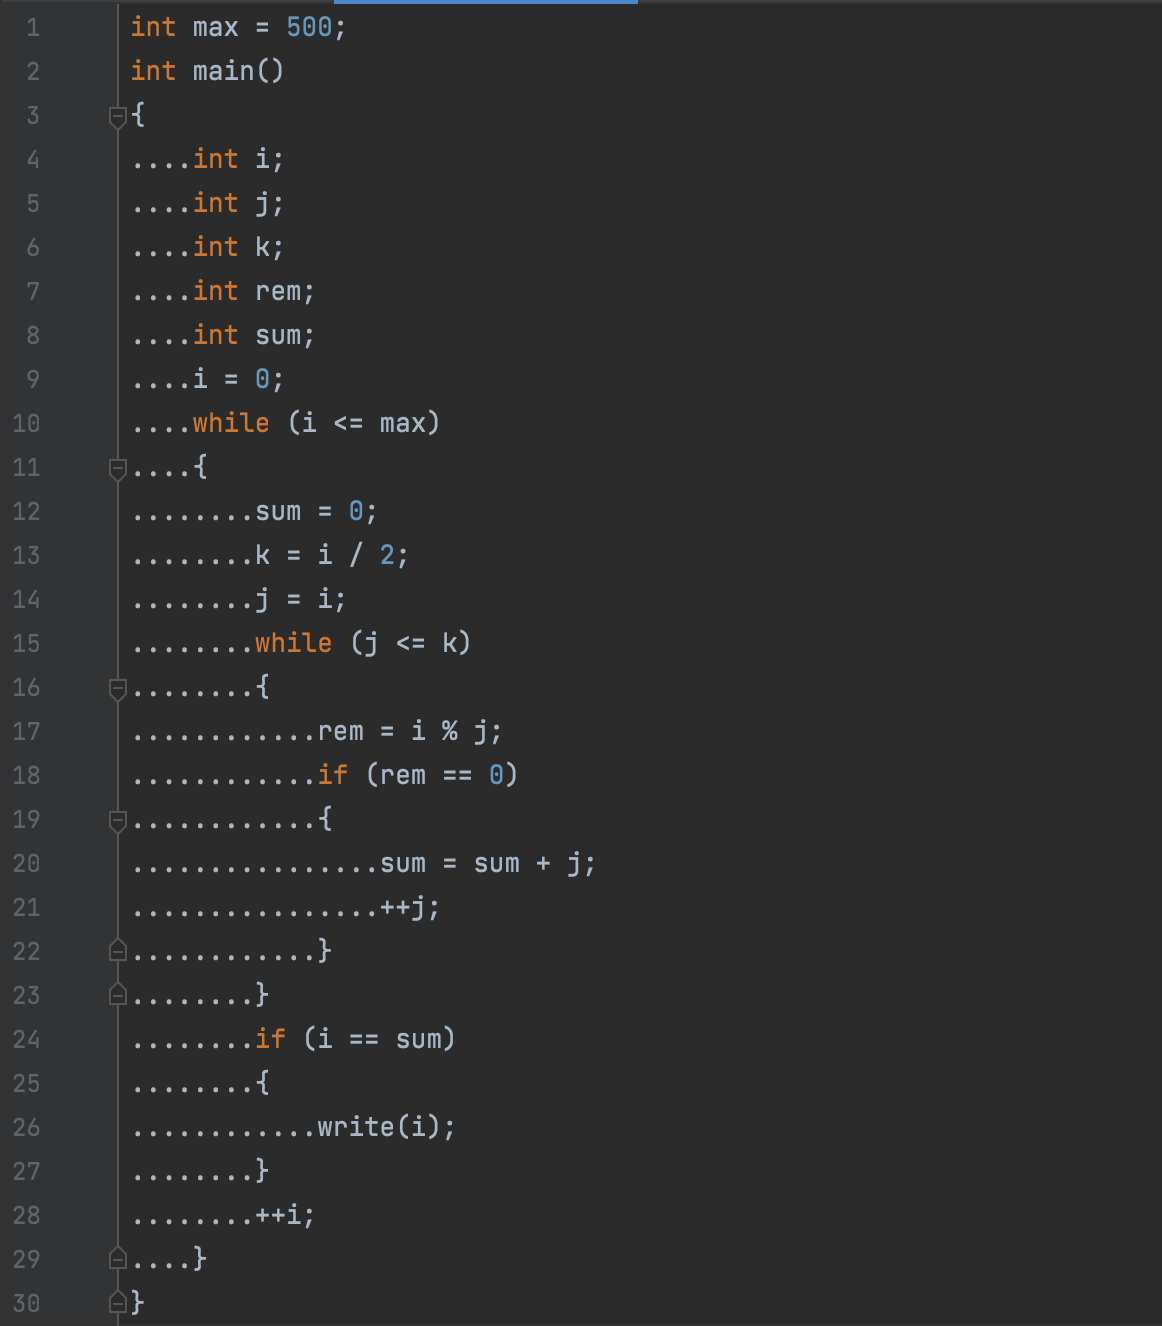 1 int max = 500;
2 int main()
3 {
4 ....int i;
5 ....int j;
6 ....int k;
7 ....int rem;
8 ....int sum;
9 ....i = 0;
10 ....while (i <= max)
11 ....{
12 ........sum = 0;
13 ........k = i / 2;
14 ........j = i;
15 ........while (j <= k)
16 ........{
17 ............rem = i % j;
18 ............if (rem == 0)
19 ............{
20 ................sum = sum + j;
21 ................++j;
22 ............}
23 ........}
24 ........if (i == sum)
25 ........{
26 ............write(i);
27 ........}
28 ........++i;
29 ....}
30 }